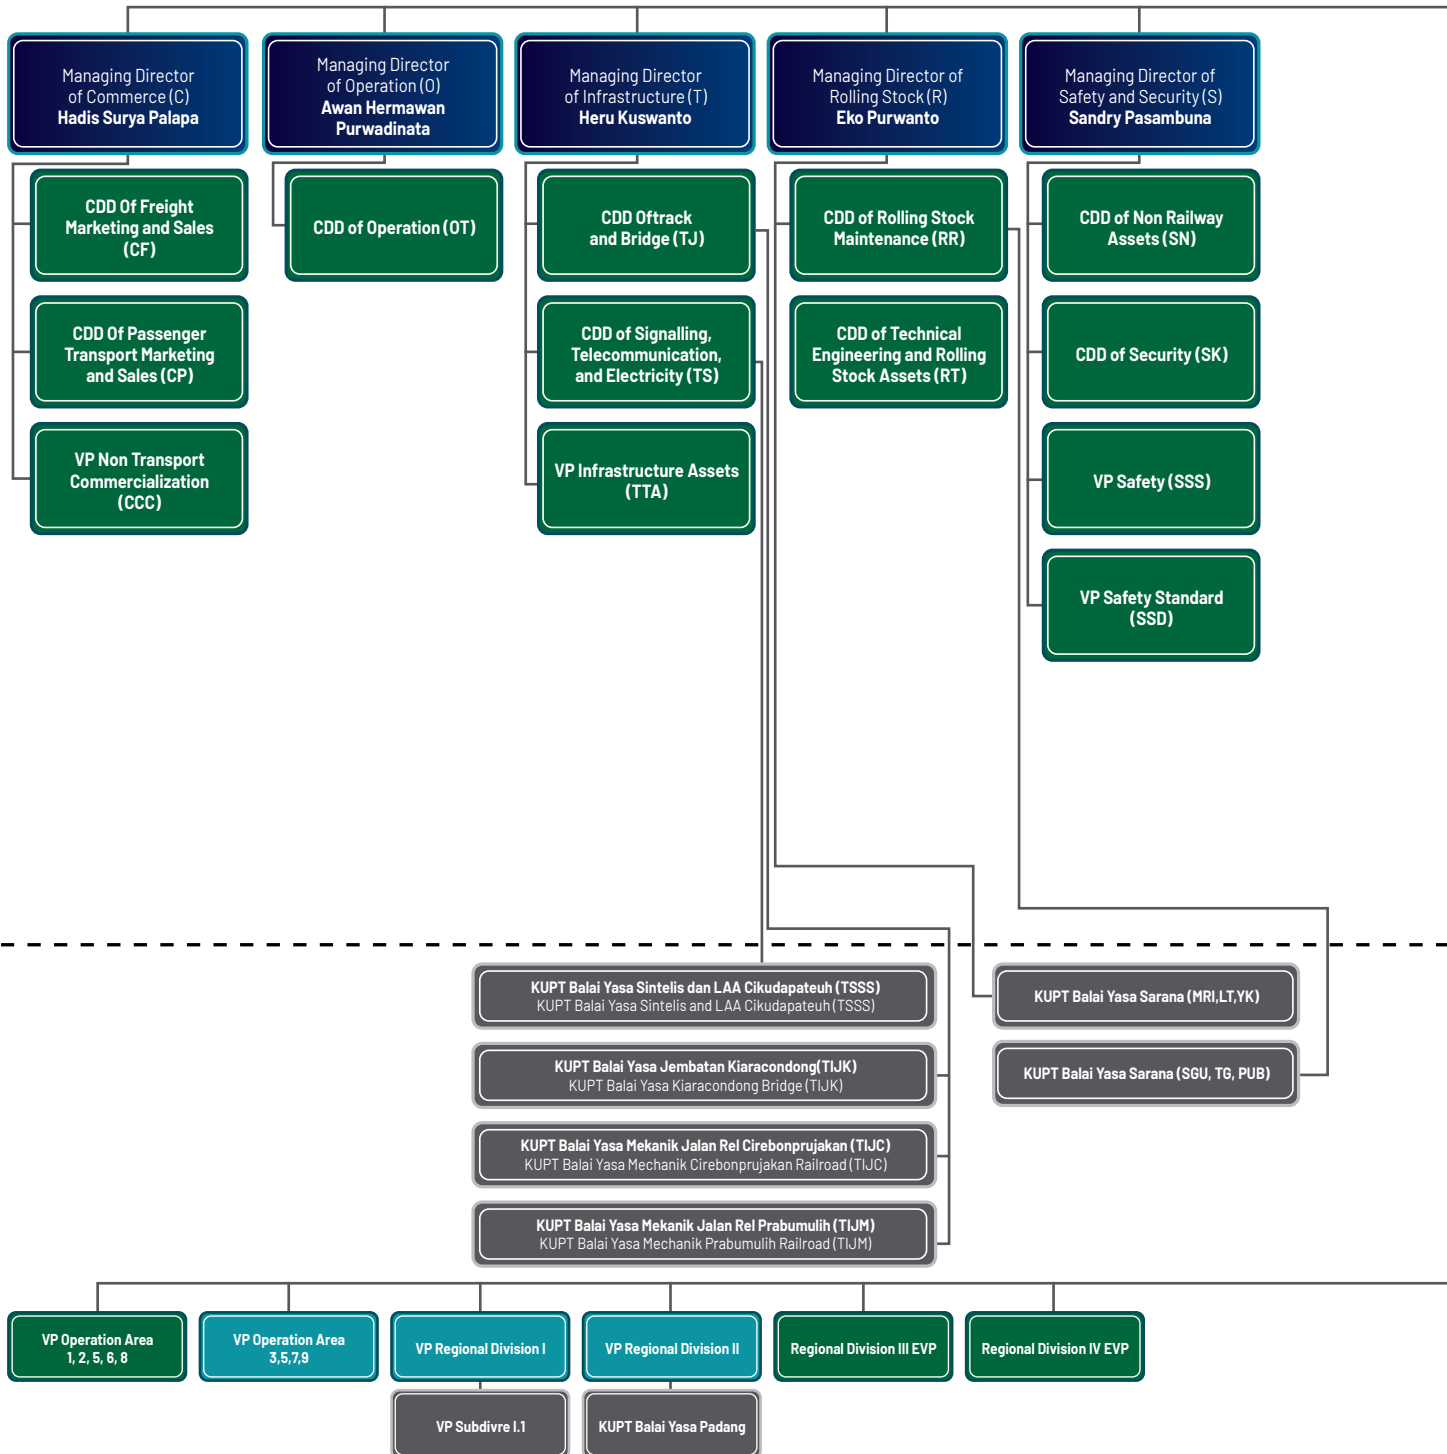 Managing Director
of Commerce (C)
Hadis Surya Palapa
Managing Director
of Operation (O)
Awan Hermawan
Purwadinata
Managing Director
of Infrastructure (T)
Heru Kuswanto
Managing Director of
Rolling Stock (R)
Eko Purwanto
Managing Director of
Safety and Security (S)
Sandry Pasambuna
CDD Of Freight
Marketing and Sales
(CF)
CDD of Operation (OT)
CDD Oftrack
and Bridge (TJ)
CDD of Rolling Stock
Maintenance (RR)
CDD of Non Railway
Assets (SN)
CDD Of Passenger
Transport Marketing
and Sales (CP)
CDD of Signalling,
Telecommunication,
and Electricity (TS)
CDD of Technical
Engineering and Rolling
Stock Assets (RT)
CDD of Security (SK)
VP Non Transport
Commercialization
(CCC)
VP Infrastructure Assets
(TTA)
VP Safety (SSS)
VP Safety Standard
(SSD)
KUPT Balai Yasa Sintelis dan LAA Cikudapateuh (TSSS)
KUPT Balai Yasa Sintelis and LAA Cikudapateuh (TSSS)
KUPT Balai Yasa Sarana (MRI,LT,YK)
KUPT Balai Yasa Jembatan Kiaracondong(TIJK)
KUPT Balai Yasa Kiaracondong Bridge (TIJK)
KUPT Balai Yasa Sarana (SGU, TG, PUB)
KUPT Balai Yasa Mekanik Jalan Rel Cirebonprujakan (TIJC)
KUPT Balai Yasa Mechanik Cirebonprujakan Railroad (TIJC)
KUPT Balai Yasa Mekanik Jalan Rel Prabumulih (TIJM)
KUPT Balai Yasa Mechanik Prabumulih Railroad (TIJM)
VP Operation Area
1, 2, 5, 6, 8
VP Operation Area
3,5,7,9
VP Regional Division I
VP Regional Division II
Regional Division III EVP
Regional Division IV EVP
VP Subdivre I.1
KUPT Balai Yasa Padang